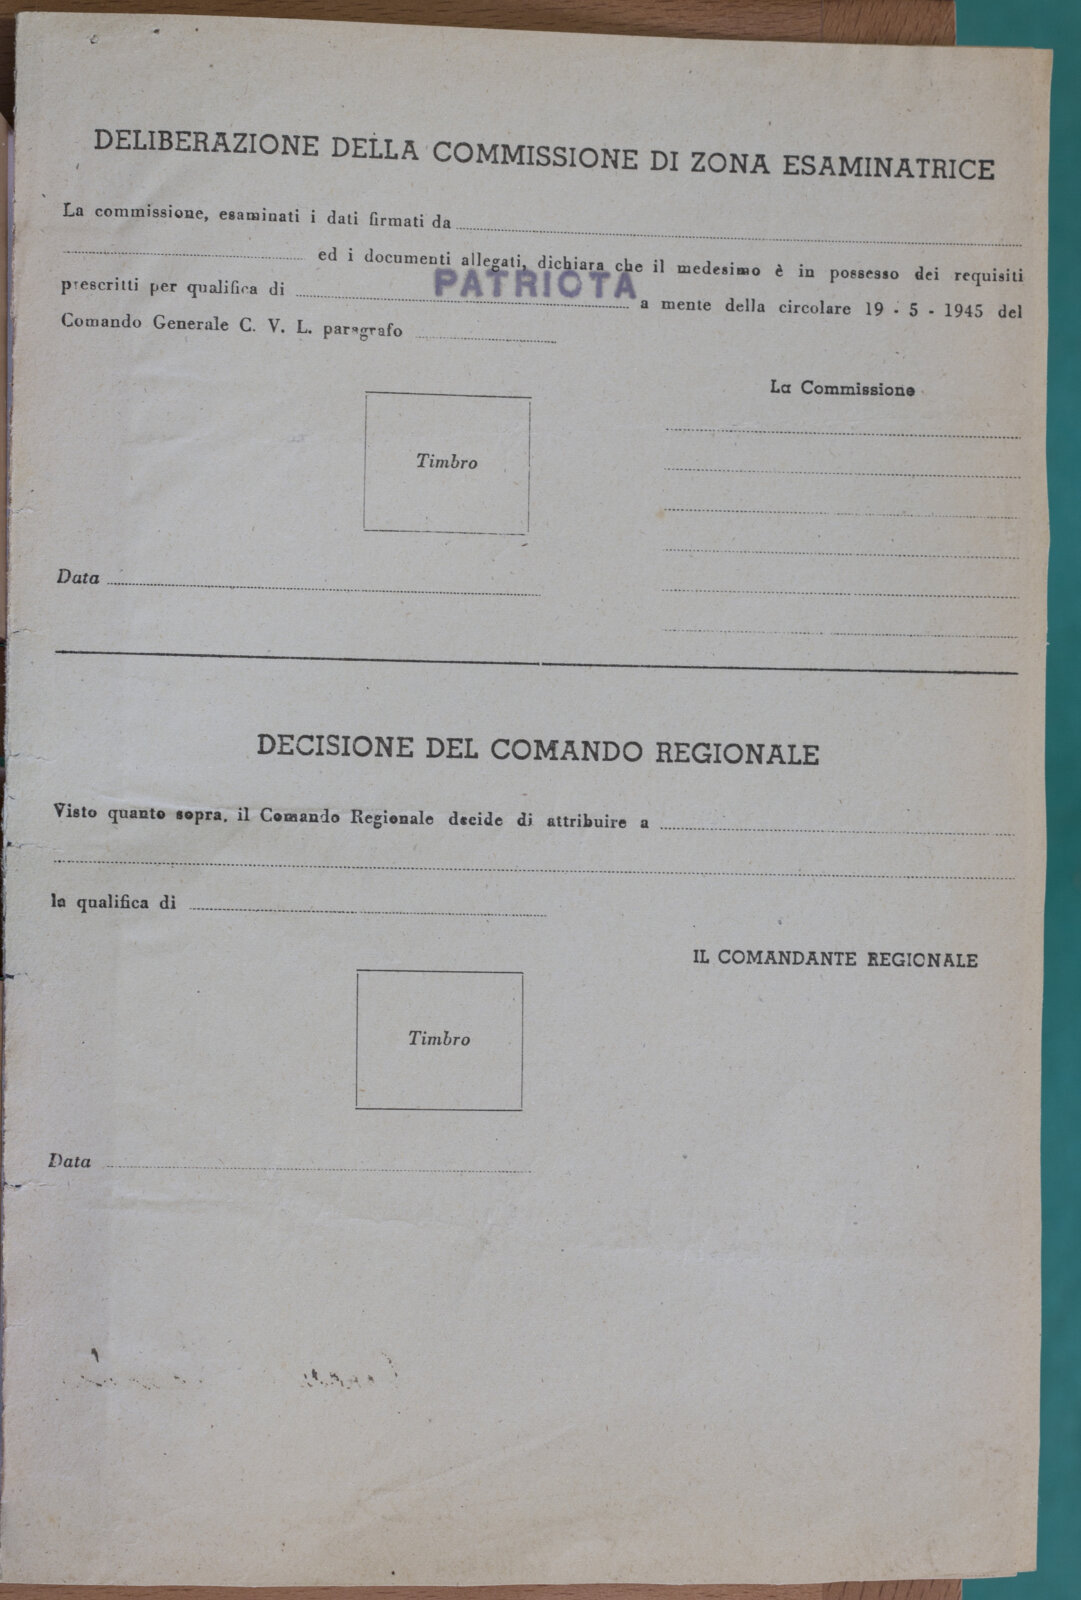 DELIBERAZIONE DELLA COMMISSIONE DI ZONA ESAMINATRICE
La commissione, esaminati i dati firmati da
ed i documenti allegati, dichiara che il medesimo è in possesso dei requisiti
prescritti per qualifica di PATRIOTA a mente della circolare 19 - 5 - 1945 del
Comando Generale C. V. L. paragrafo
La Commissione
Timbro
Data
DECISIONE DEL COMANDO REGIONALE
Visto quanto sopra, il Comando Regionale decide di attribuire a
la qualifica di
IL COMANDANTE REGIONALE
Timbro
Data